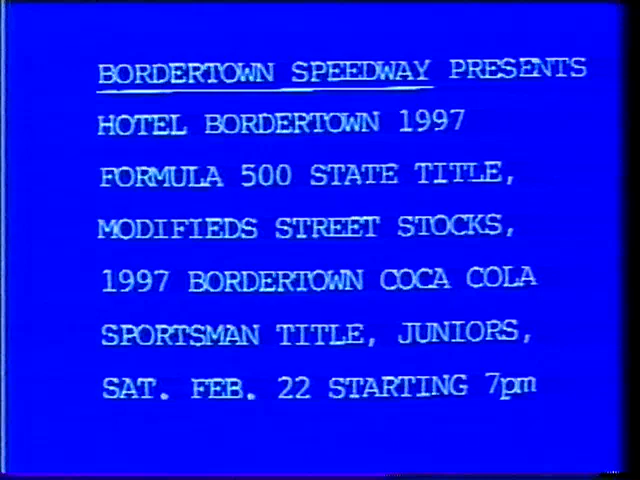 BORDERTOWN SPEEDWAY PRESENTS
HOTEL BORDERTOWN 1997
FORMULA 500 STATE TITLE,
MODIFIEDS STREET STOCKS,
1997 BORDERTOWN COCA COLA
SPORTSMAN TITLE, JUNIORS,
SAT. FEB. 22 STARTING 7pm